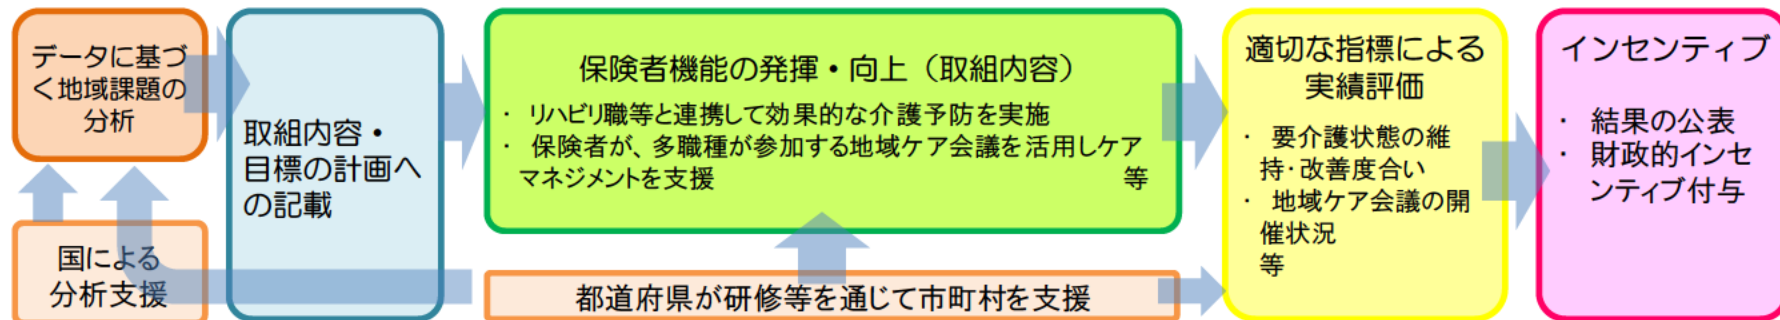 データに基づ
く地域課題の
分析
国による
分析支援
取組内容・
目標の計画へ
の記載
保険者機能の発揮・向上（取組内容）
・ リハビリ職等と連携して効果的な介護予防を実施
・ 保険者が、多職種が参加する地域ケア会議を活用しケア
マネジメントを支援 等
都道府県が研修等を通じて市町村を支援
適切な指標による
実績評価
・ 要介護状態の維
持・改善度合い
・ 地域ケア会議の開
催状況
等
インセンティブ
・ 結果の公表
・ 財政的インセ
ンティブ付与